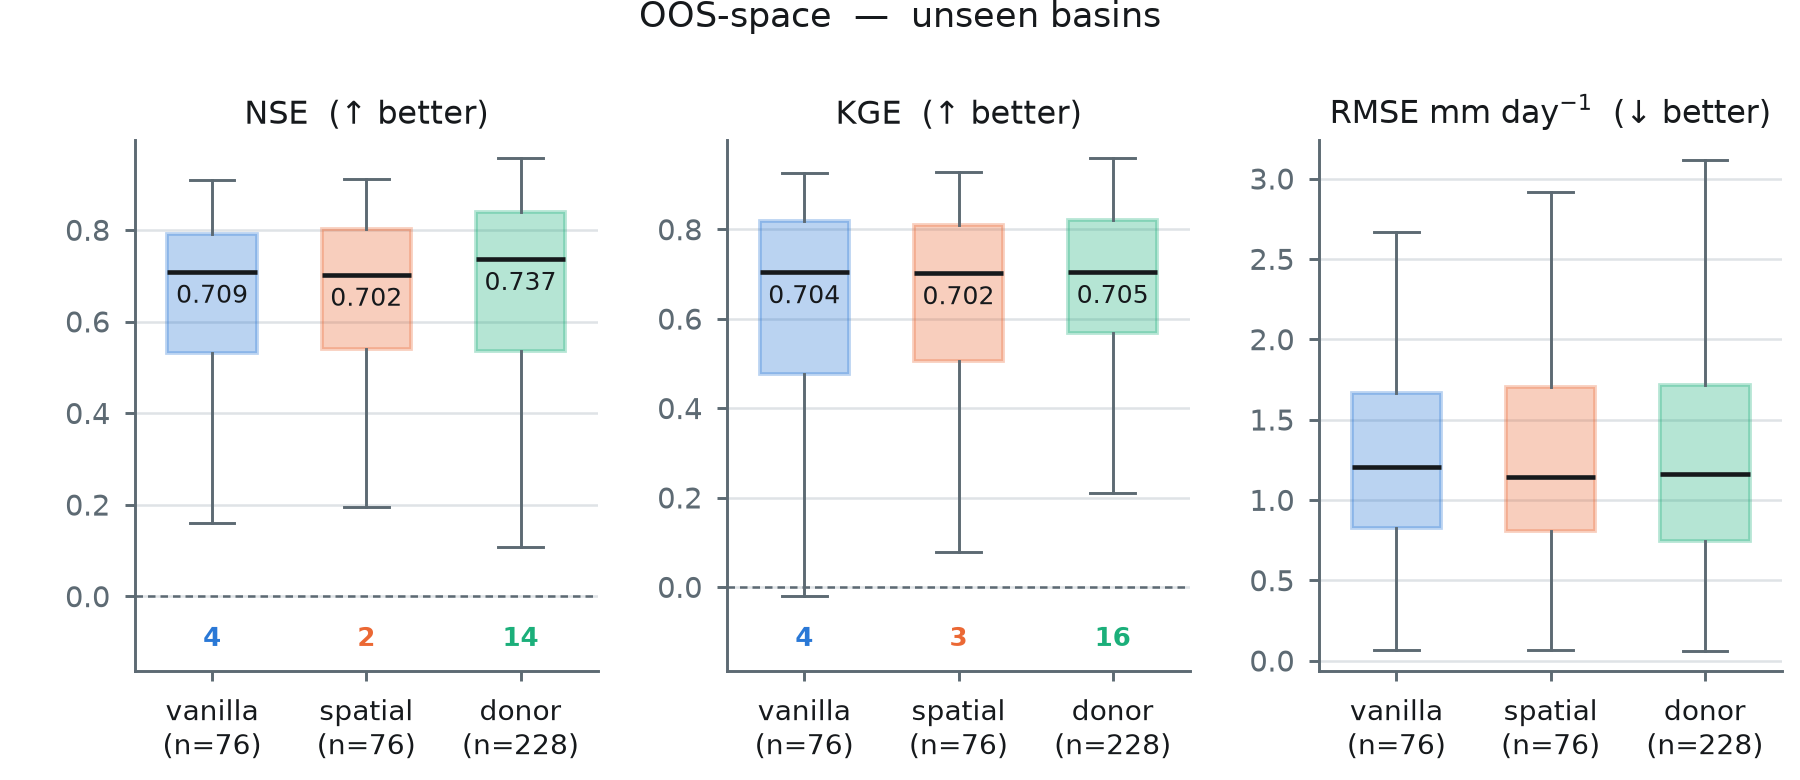 OOS-space — unseen basins
NSE (↑ better)
0.8
0.6
0.4
0.2
0.0
0.709
0.702
0.737
4
2
14
vanilla
(n=76)
spatial
(n=76)
donor
(n=228)
KGE (↑ better)
0.8
0.6
0.4
0.2
0.0
0.704
0.702
0.705
4
3
16
vanilla
(n=76)
spatial
(n=76)
donor
(n=228)
RMSE mm day⁻¹ (↓ better)
3.0
2.5
2.0
1.5
1.0
0.5
0.0
vanilla
(n=76)
spatial
(n=76)
donor
(n=228)